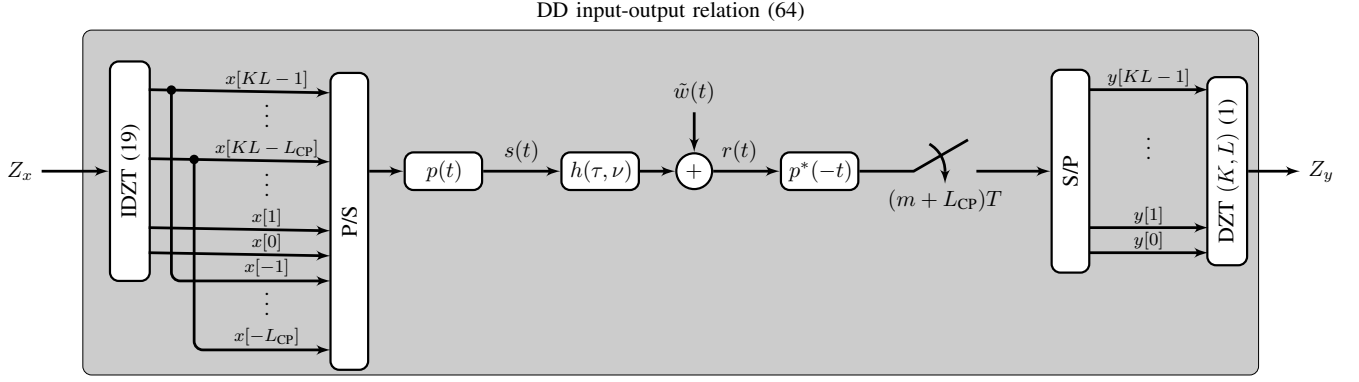 DD input-output relation (64)
Z_x
IDZT (19)
x[KL − 1]
⋮
x[KL − L_CP]
⋮
x[1]
x[0]
x[−1]
⋮
x[−L_CP]
P/S
p(t)
s(t)
h(τ, ν)
w̃(t)
+
r(t)
p*(−t)
(m + L_CP)T
S/P
y[KL − 1]
⋮
y[1]
y[0]
DZT (K, L) (1)
Z_y